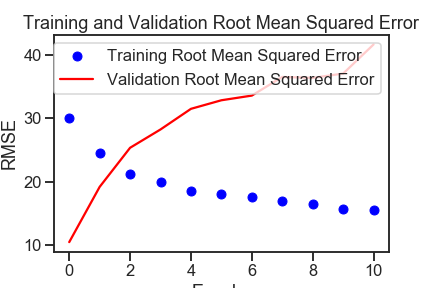 Training and Validation Root Mean Squared Error
Training Root Mean Squared Error
Validation Root Mean Squared Error
RMSE
40
30
20
10
0 2 4 6 8 10